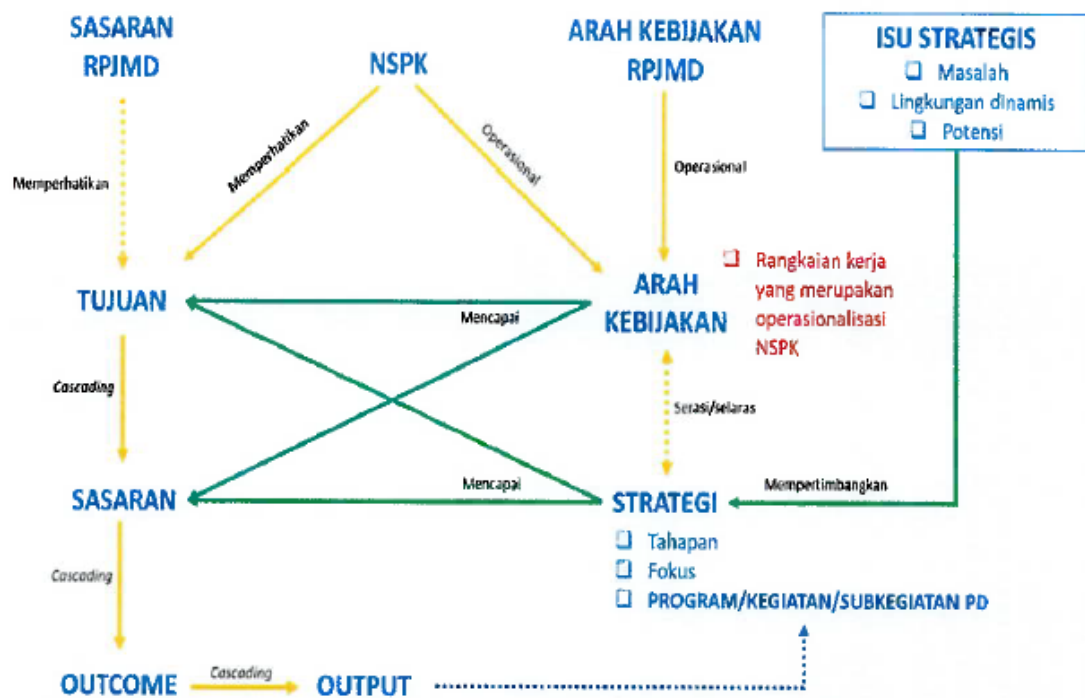 SASARAN
RPJMD
NSPK
ARAH KEBIJAKAN
RPJMD
ISU STRATEGIS
❑ Masalah
❑ Lingkungan dinamis
❑ Potensi
Memperhatikan
Memperhatikan
Operasional
Operasional
TUJUAN
Mencapai
ARAH
KEBIJAKAN
❑ Rangkaian kerja
yang merupakan
operasionalisasi
NSPK
Cascading
Serasi/selaras
SASARAN
Mencapai
STRATEGI
Mempertimbangkan
❑ Tahapan
❑ Fokus
❑ PROGRAM/KEGIATAN/SUBKEGIATAN PD
Cascading
OUTCOME
Cascading
OUTPUT